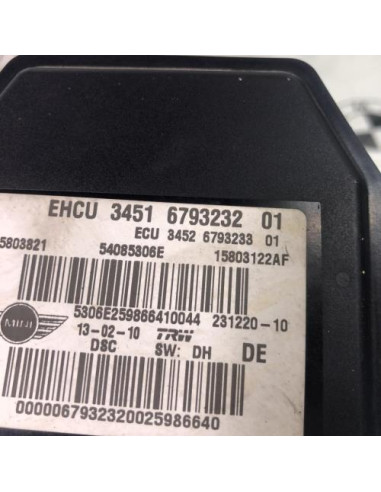 EHCU 3451 6793232 01
ECU 3452 6793233 01
5803821 54085306E 15803122AF
5306E259866410044 231220-10
MINI 13-02-10 TRW
DSC SW: DH DE
0000067932320025986640